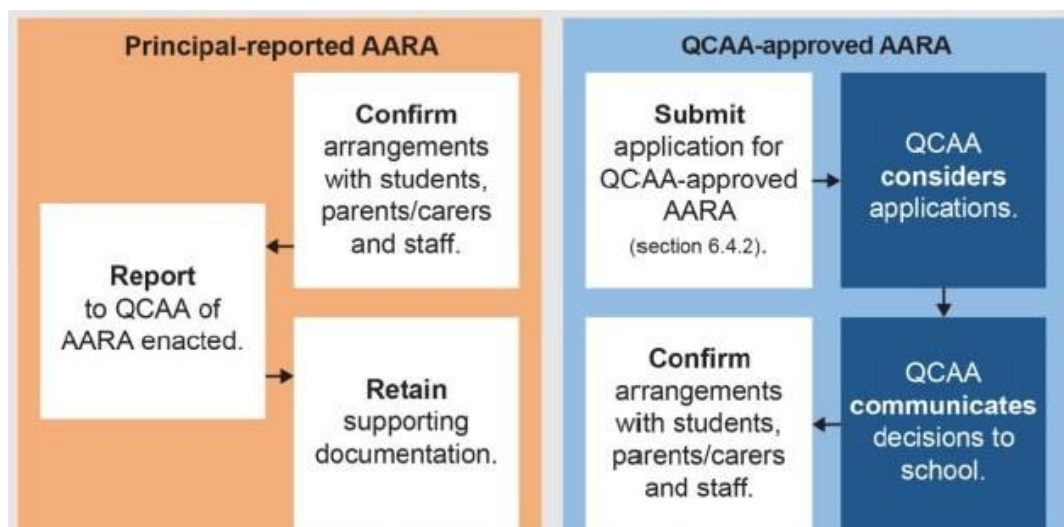 Principal-reported AARA
Confirm
arrangements
with students,
parents/carers
and staff.
Report
to QCAA of
AARA enacted.
Retain
supporting
documentation.
QCAA-approved AARA
Submit
application for
QCAA-approved
AARA
(section 6.4.2).
QCAA
considers
applications.
QCAA
communicates
decisions to
school.
Confirm
arrangements
with students,
parents/carers
and staff.